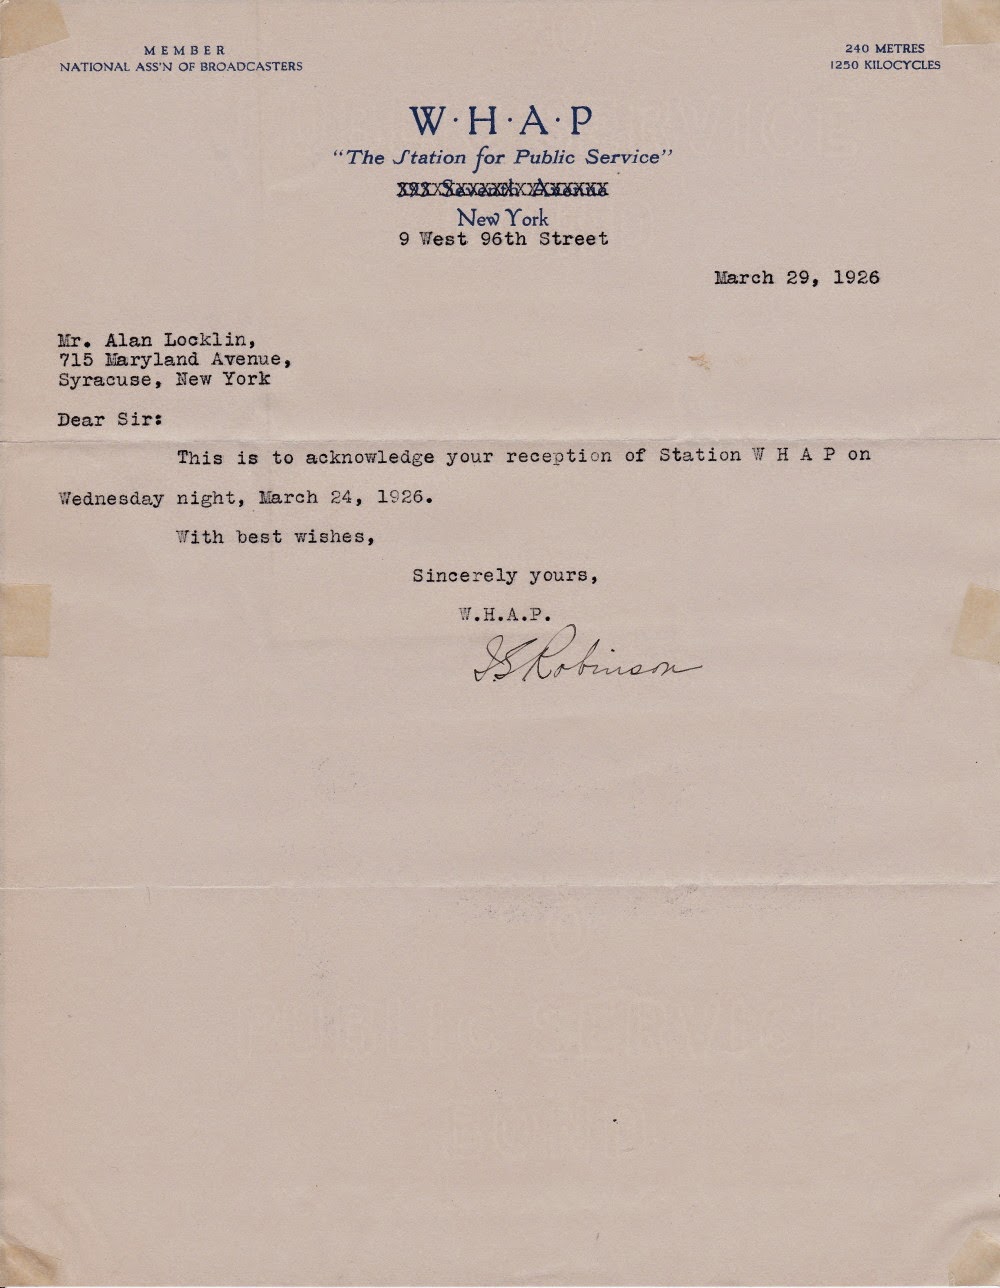 MEMBER
NATIONAL ASS'N OF BROADCASTERS
240 METRES
1250 KILOCYCLES
W·H·A·P
"The Station for Public Service"
Seventh Avenue
New York
9 West 96th Street
March 29, 1926
Mr. Alan Locklin,
715 Maryland Avenue,
Syracuse, New York
Dear Sir:
This is to acknowledge your reception of Station W H A P on
Wednesday night, March 24, 1926.
With best wishes,
Sincerely yours,
W.H.A.P.
Robinson